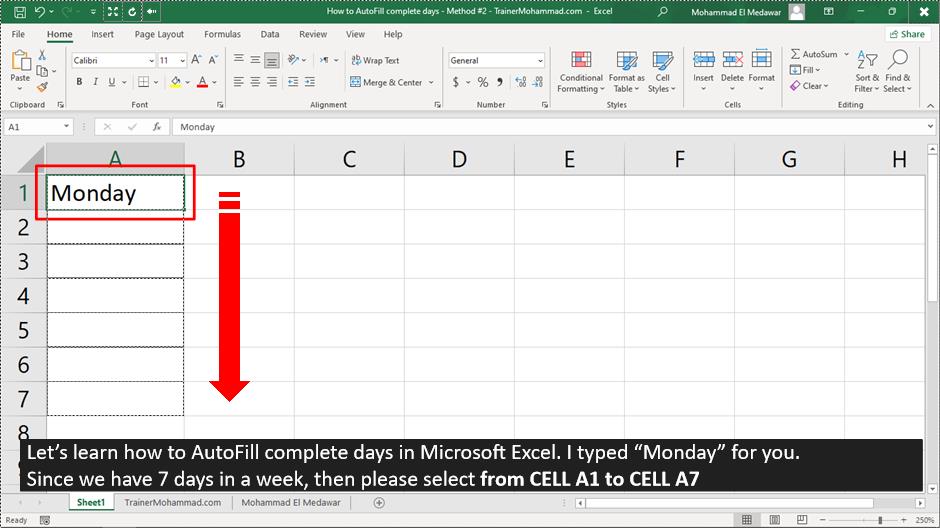 How to AutoFill complete days - Method #2 - TrainerMohammad.com - Excel
Mohammad El Medawar
File Home Insert Page Layout Formulas Data Review View Help Share
Paste
Calibri 11
B I U
A A
Wrap Text
Merge & Center
General
$ % ,
Conditional Formatting
Format as Table
Cell Styles
Insert Delete Format
AutoSum
Fill
Clear
Sort & Filter
Find & Select
Clipboard Font Alignment Number Styles Cells Editing
A1 fx Monday
A B C D E F G H
1 Monday
2
3
4
5
6
7
8
Let's learn how to AutoFill complete days in Microsoft Excel. I typed “Monday” for you.
Since we have 7 days in a week, then please select from CELL A1 to CELL A7
Sheet1 TrainerMohammad.com Mohammad El Medawar
Ready 250%